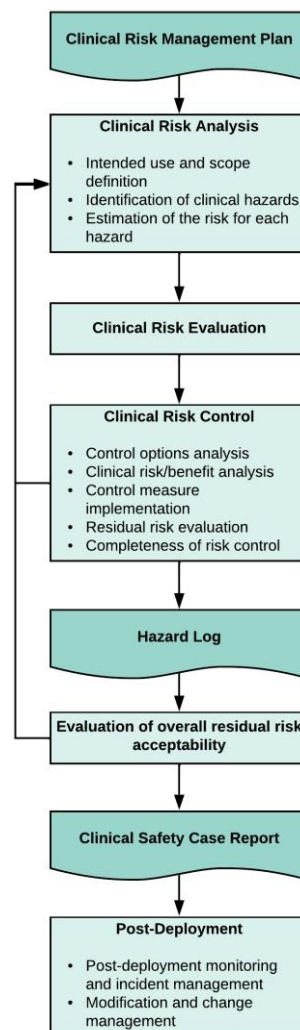 Clinical Risk Management Plan
Clinical Risk Analysis
• Intended use and scope
definition
• Identification of clinical hazards
• Estimation of the risk for each
hazard
Clinical Risk Evaluation
Clinical Risk Control
• Control options analysis
• Clinical risk/benefit analysis
• Control measure
implementation
• Residual risk evaluation
• Completeness of risk control
Hazard Log
Evaluation of overall residual risk
acceptability
Clinical Safety Case Report
Post-Deployment
• Post-deployment monitoring
and incident management
• Modification and change
management